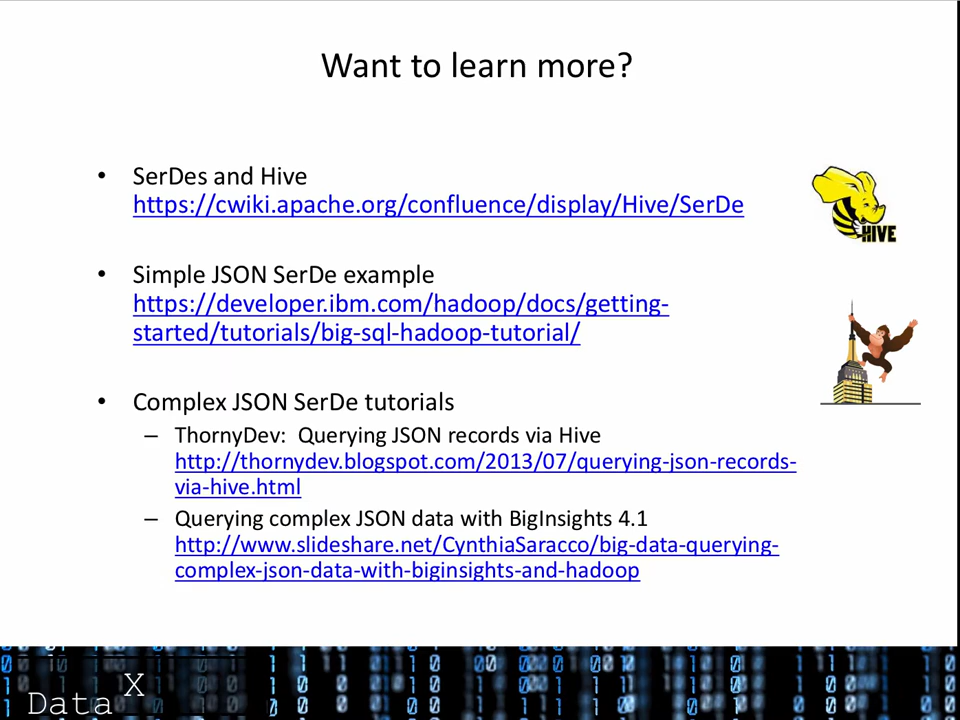 Want to learn more?
• SerDes and Hive
https://cwiki.apache.org/confluence/display/Hive/SerDe
HIVE
• Simple JSON SerDe example
https://developer.ibm.com/hadoop/docs/getting-
started/tutorials/big-sql-hadoop-tutorial/
• Complex JSON SerDe tutorials
– ThornyDev:  Querying JSON records via Hive
http://thornydev.blogspot.com/2013/07/querying-json-records-
via-hive.html
– Querying complex JSON data with BigInsights 4.1
http://www.slideshare.net/CynthiaSaracco/big-data-querying-
complex-json-data-with-biginsights-and-hadoop
Data X